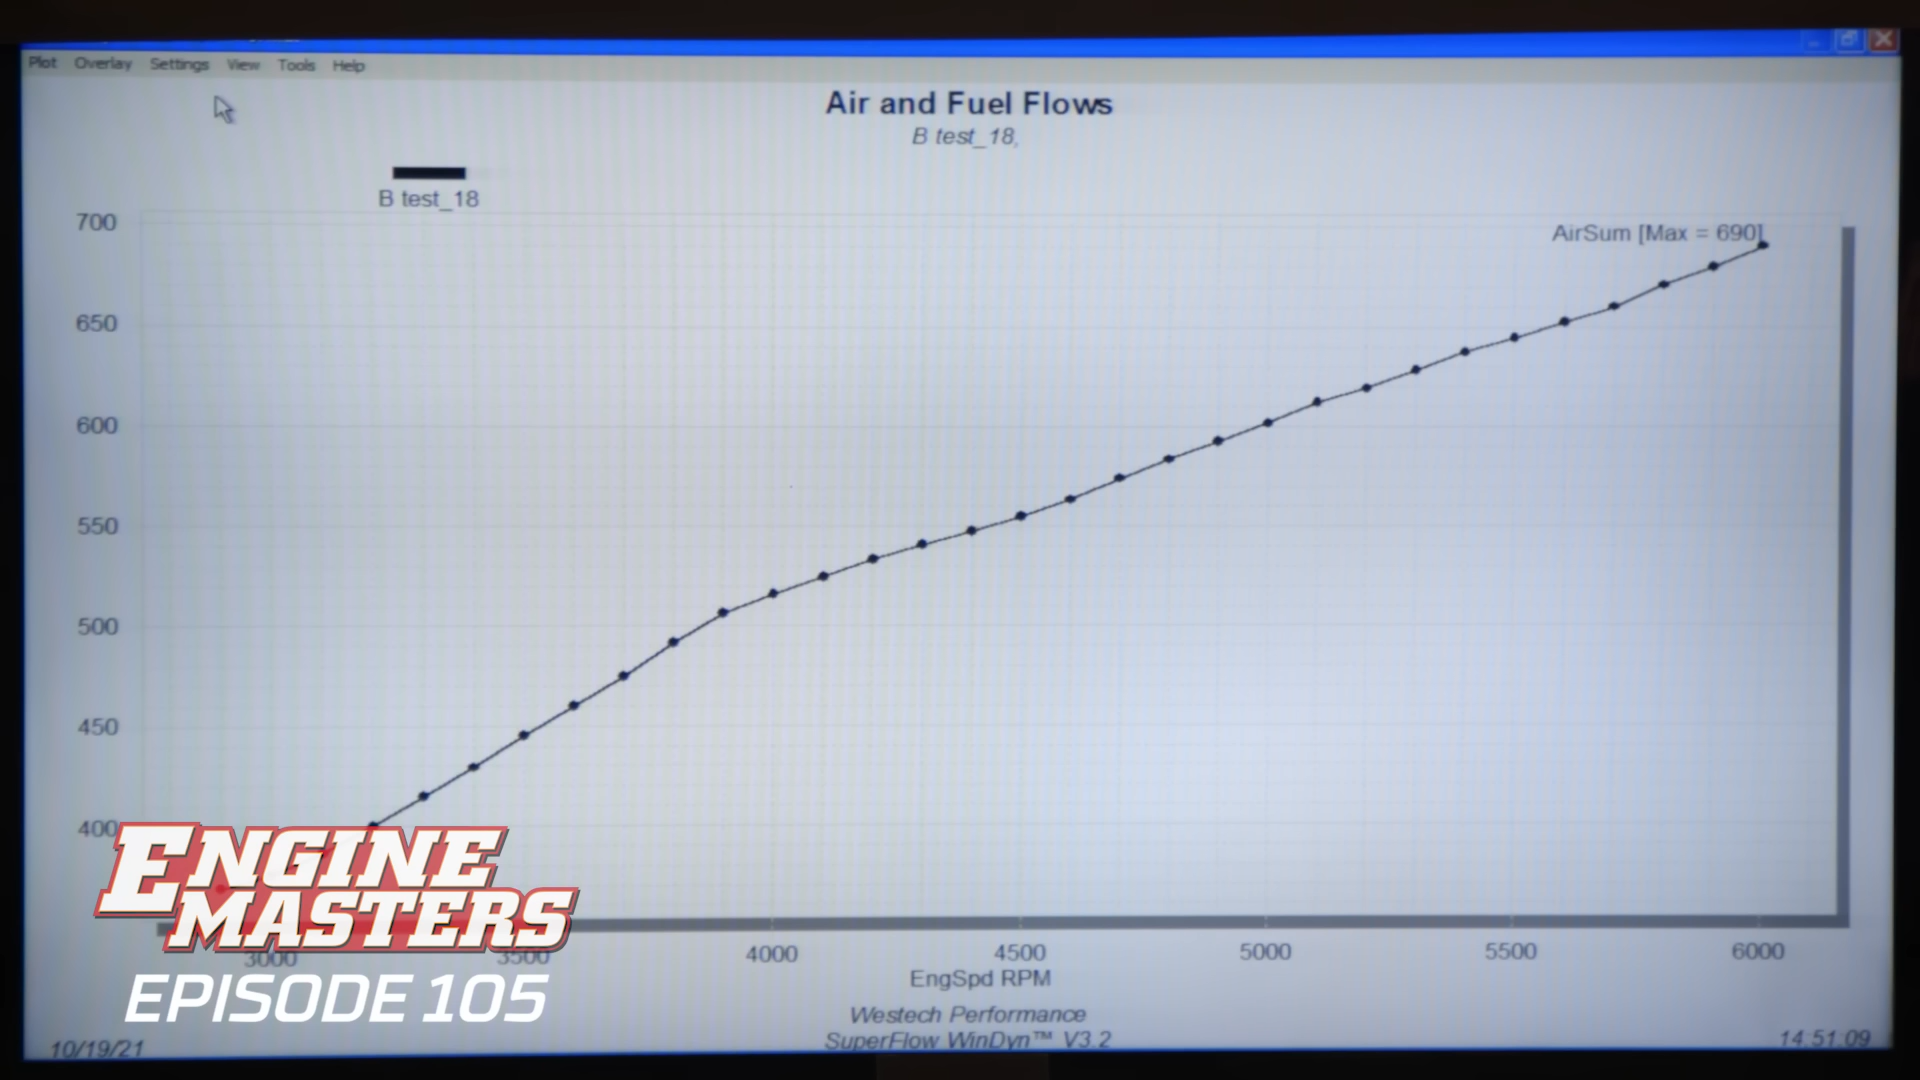 Plot Overlay Settings View Tools Help
Air and Fuel Flows
B test_18,
B test_18
AirSum [Max = 690]
700
650
600
550
500
450
400
3000 3500 4000 4500 5000 5500 6000
EngSpd RPM
Westech Performance
SuperFlow WinDyn™ V3.2
10/19/21
14:51:09
ENGINE
MASTERS
EPISODE 105